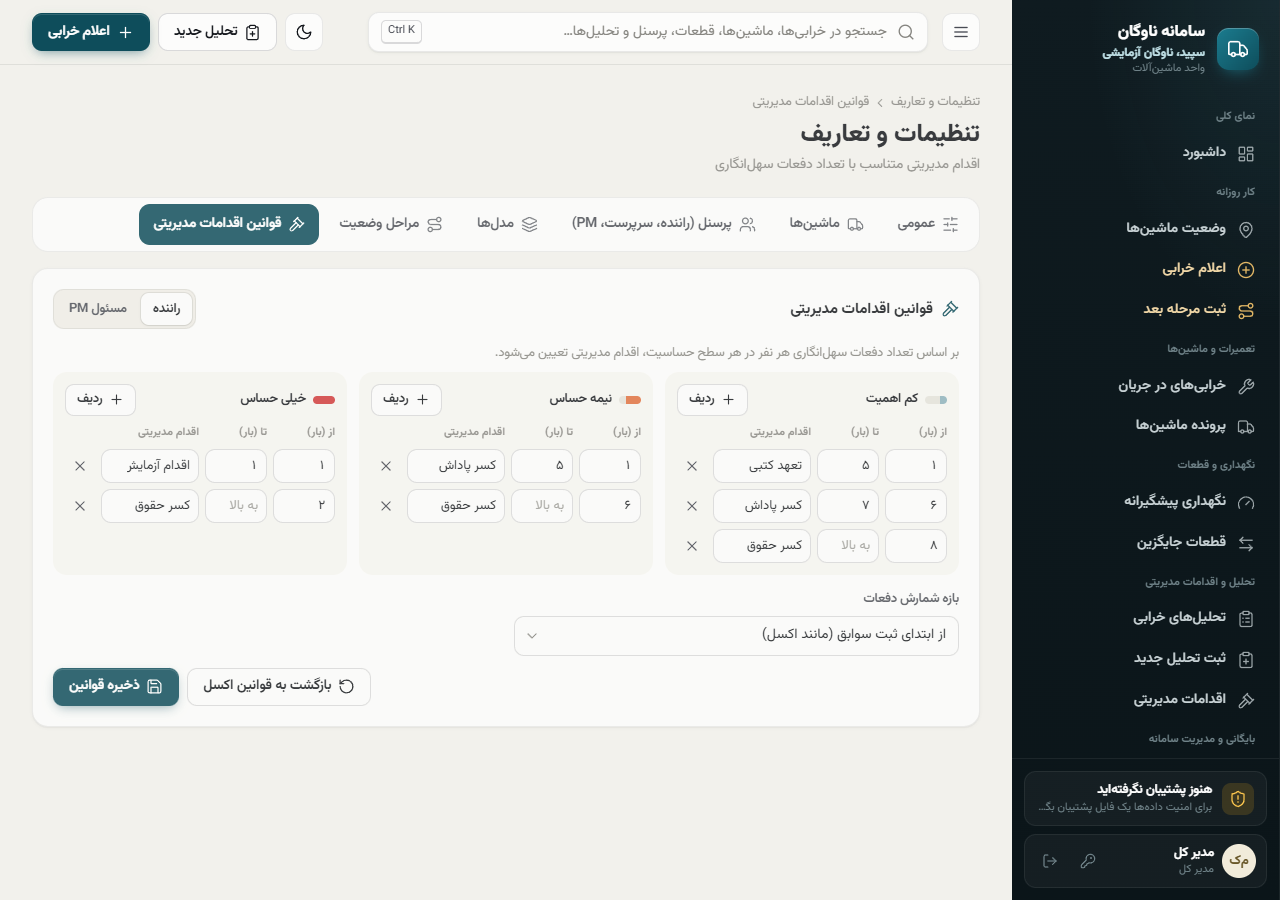 سامانه ناوگان
سپید، ناوگان آزمایشی
واحد ماشین‌آلات
نمای کلی
داشبورد
کار روزانه
وضعیت ماشین‌ها
اعلام خرابی
ثبت مرحله بعد
تعمیرات و ماشین‌ها
خرابی‌های در جریان
پرونده ماشین‌ها
نگهداری و قطعات
نگهداری پیشگیرانه
قطعات جایگزین
تحلیل و اقدامات مدیریتی
تحلیل‌های خرابی
ثبت تحلیل جدید
اقدامات مدیریتی
بایگانی و مدیریت سامانه
هنوز پشتیبان نگرفته‌اید
برای امنیت داده‌ها یک فایل پشتیبان بگ...
م‌ک
مدیر کل
مدیر کل
جستجو در خرابی‌ها، ماشین‌ها، قطعات، پرسنل و تحلیل‌ها...
Ctrl K
تحلیل جدید
اعلام خرابی
تنظیمات و تعاریف › قوانین اقدامات مدیریتی
تنظیمات و تعاریف
اقدام مدیریتی متناسب با تعداد دفعات سهل‌انگاری
عمومی
ماشین‌ها
پرسنل (راننده، سرپرست، PM)
مدل‌ها
مراحل وضعیت
قوانین اقدامات مدیریتی
قوانین اقدامات مدیریتی
راننده
مسئول PM
بر اساس تعداد دفعات سهل‌انگاری هر نفر در هر سطح حساسیت، اقدام مدیریتی تعیین می‌شود.
کم اهمیت
ردیف
از (بار) تا (بار) اقدام مدیریتی
۱ ۵ تعهد کتبی
۶ ۷ کسر پاداش
۸ به بالا کسر حقوق
نیمه حساس
ردیف
از (بار) تا (بار) اقدام مدیریتی
۱ ۵ کسر پاداش
۶ به بالا کسر حقوق
خیلی حساس
ردیف
از (بار) تا (بار) اقدام مدیریتی
۱ ۱ اقدام آزمایش
۲ به بالا کسر حقوق
بازه شمارش دفعات
از ابتدای ثبت سوابق (مانند اکسل)
بازگشت به قوانین اکسل
ذخیره قوانین